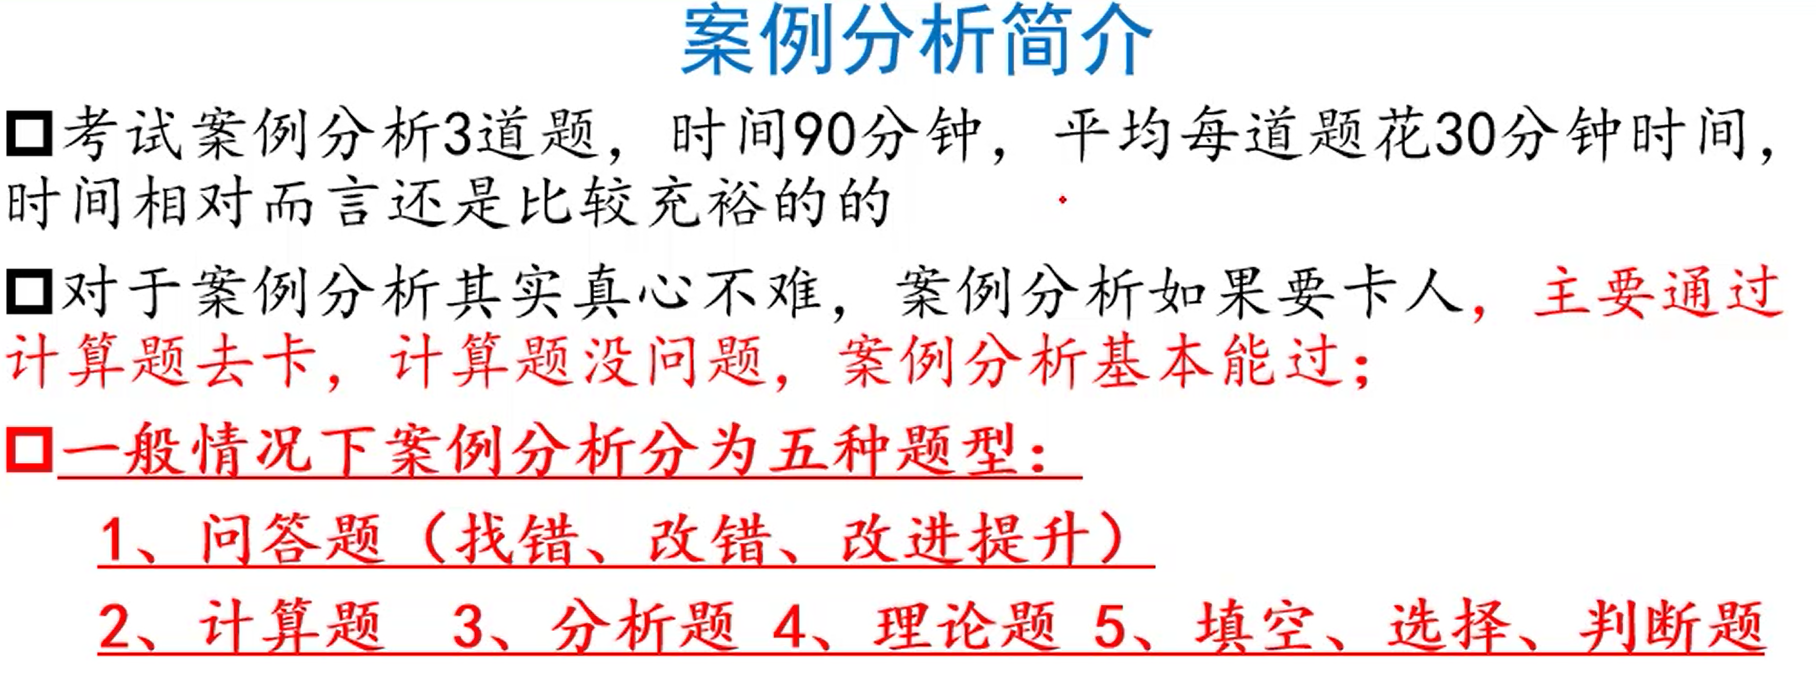 案例分析简介
考试案例分析3道题，时间90分钟，平均每道题花30分钟时间，
时间相对而言还是比较充裕的的
对于案例分析其实真心不难，案例分析如果要卡人，主要通过
计算题去卡，计算题没问题，案例分析基本能过；
一般情况下案例分析分为五种题型：
1、问答题（找错、改错、改进提升）
2、计算题 3、分析题 4、理论题 5、填空、选择、判断题